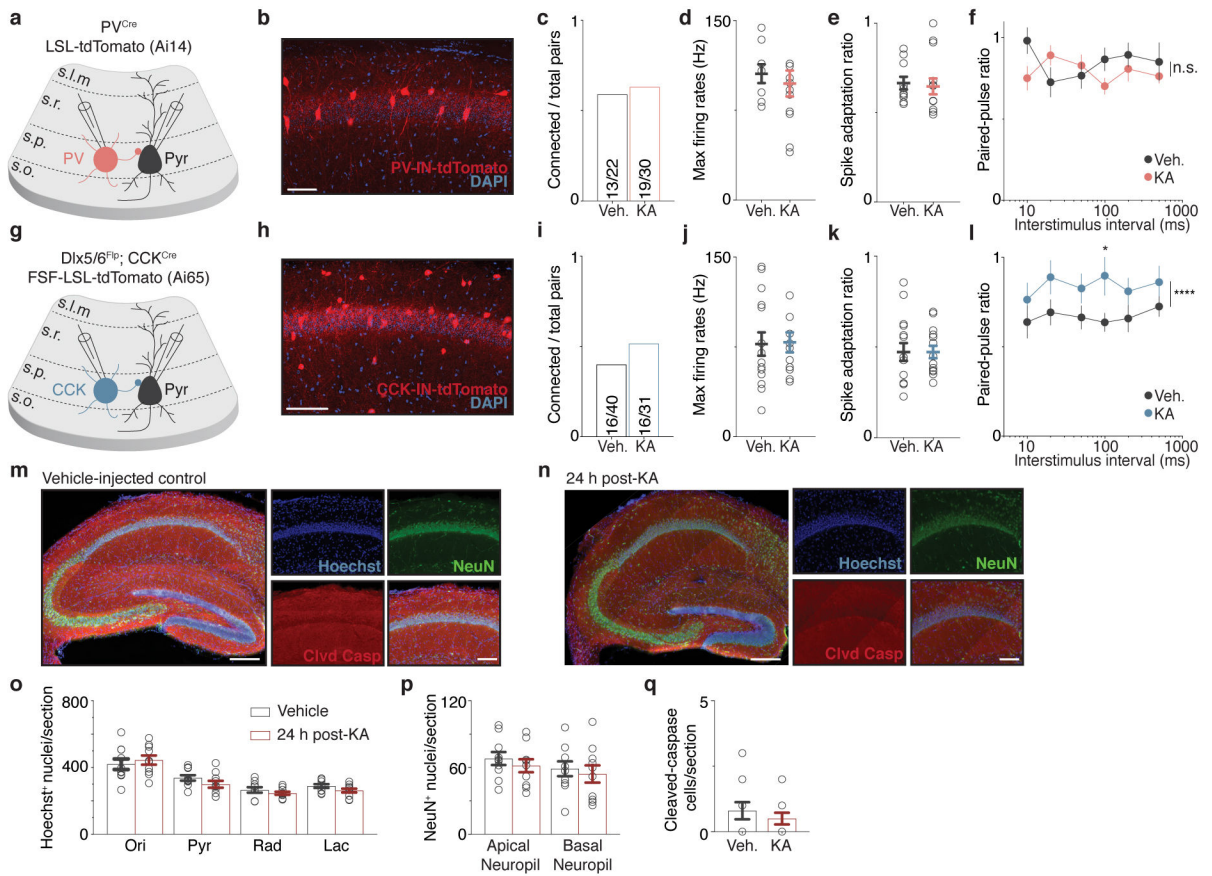 a
PVCre
LSL-tdTomato (Ai14)
s.l.m
s.r.
s.p.
s.o.
PV
Pyr
b
PV-IN-tdTomato
DAPI
c
Connected / total pairs
1
0
13/22
19/30
Veh. KA
d
Max firing rates (Hz)
150
0
Veh. KA
e
Spike adaptation ratio
1
0
Veh. KA
f
Paired-pulse ratio
1
0
n.s.
Veh.
KA
10 100 1000
Interstimulus interval (ms)
g
Dlx5/6Flp; CCKCre
FSF-LSL-tdTomato (Ai65)
s.l.m
s.r.
s.p.
s.o.
CCK
Pyr
h
CCK-IN-tdTomato
DAPI
i
Connected / total pairs
1
0
16/40
16/31
Veh. KA
j
Max firing rates (Hz)
150
0
Veh. KA
k
Spike adaptation ratio
1
0
Veh. KA
l
Paired-pulse ratio
1
0
*
****
Veh.
KA
10 100 1000
Interstimulus interval (ms)
m
Vehicle-injected control
Hoechst
NeuN
Clvd Casp
n
24 h post-KA
Hoechst
NeuN
Clvd Casp
o
Hoechst+ nuclei/section
800
400
0
Vehicle
24 h post-KA
Ori Pyr Rad Lac
p
NeuN+ nuclei/section
120
60
0
Apical Basal
Neuropil Neuropil
q
Cleaved-caspase
cells/section
5
0
Veh. KA